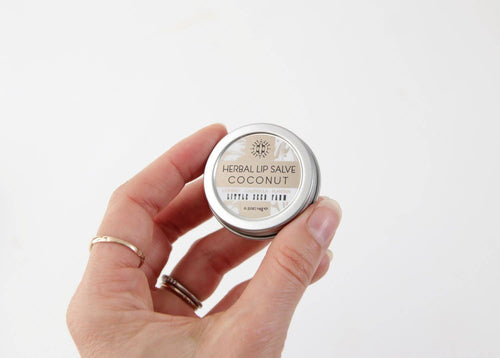 HERBAL LIP SALVE
COCONUT
LITTLE SEED FARM